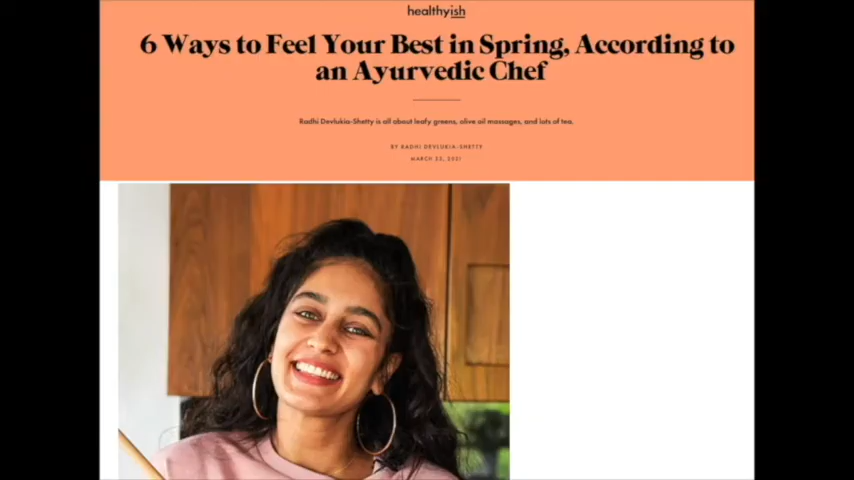 healthyish
6 Ways to Feel Your Best in Spring, According to
an Ayurvedic Chef
Radhi Devlukia-Shetty is all about leafy greens, olive oil massages, and lots of tea.
BY RADHI DEVLUKIA-SHETTY